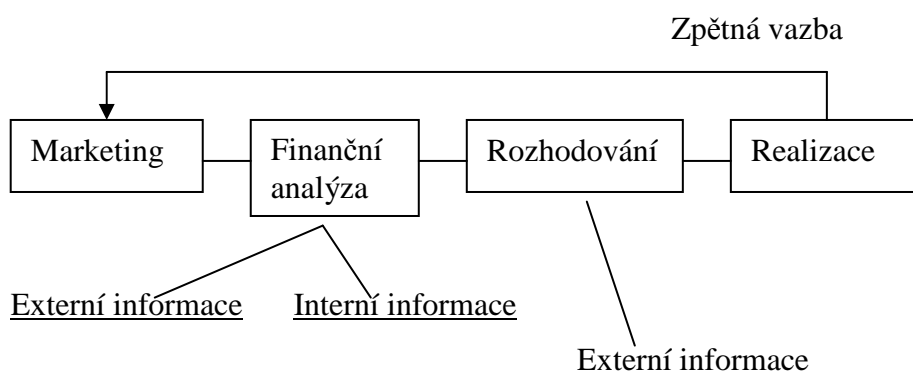 Zpětná vazba
Marketing
Finanční
analýza
Rozhodování
Realizace
Externí informace
Interní informace
Externí informace